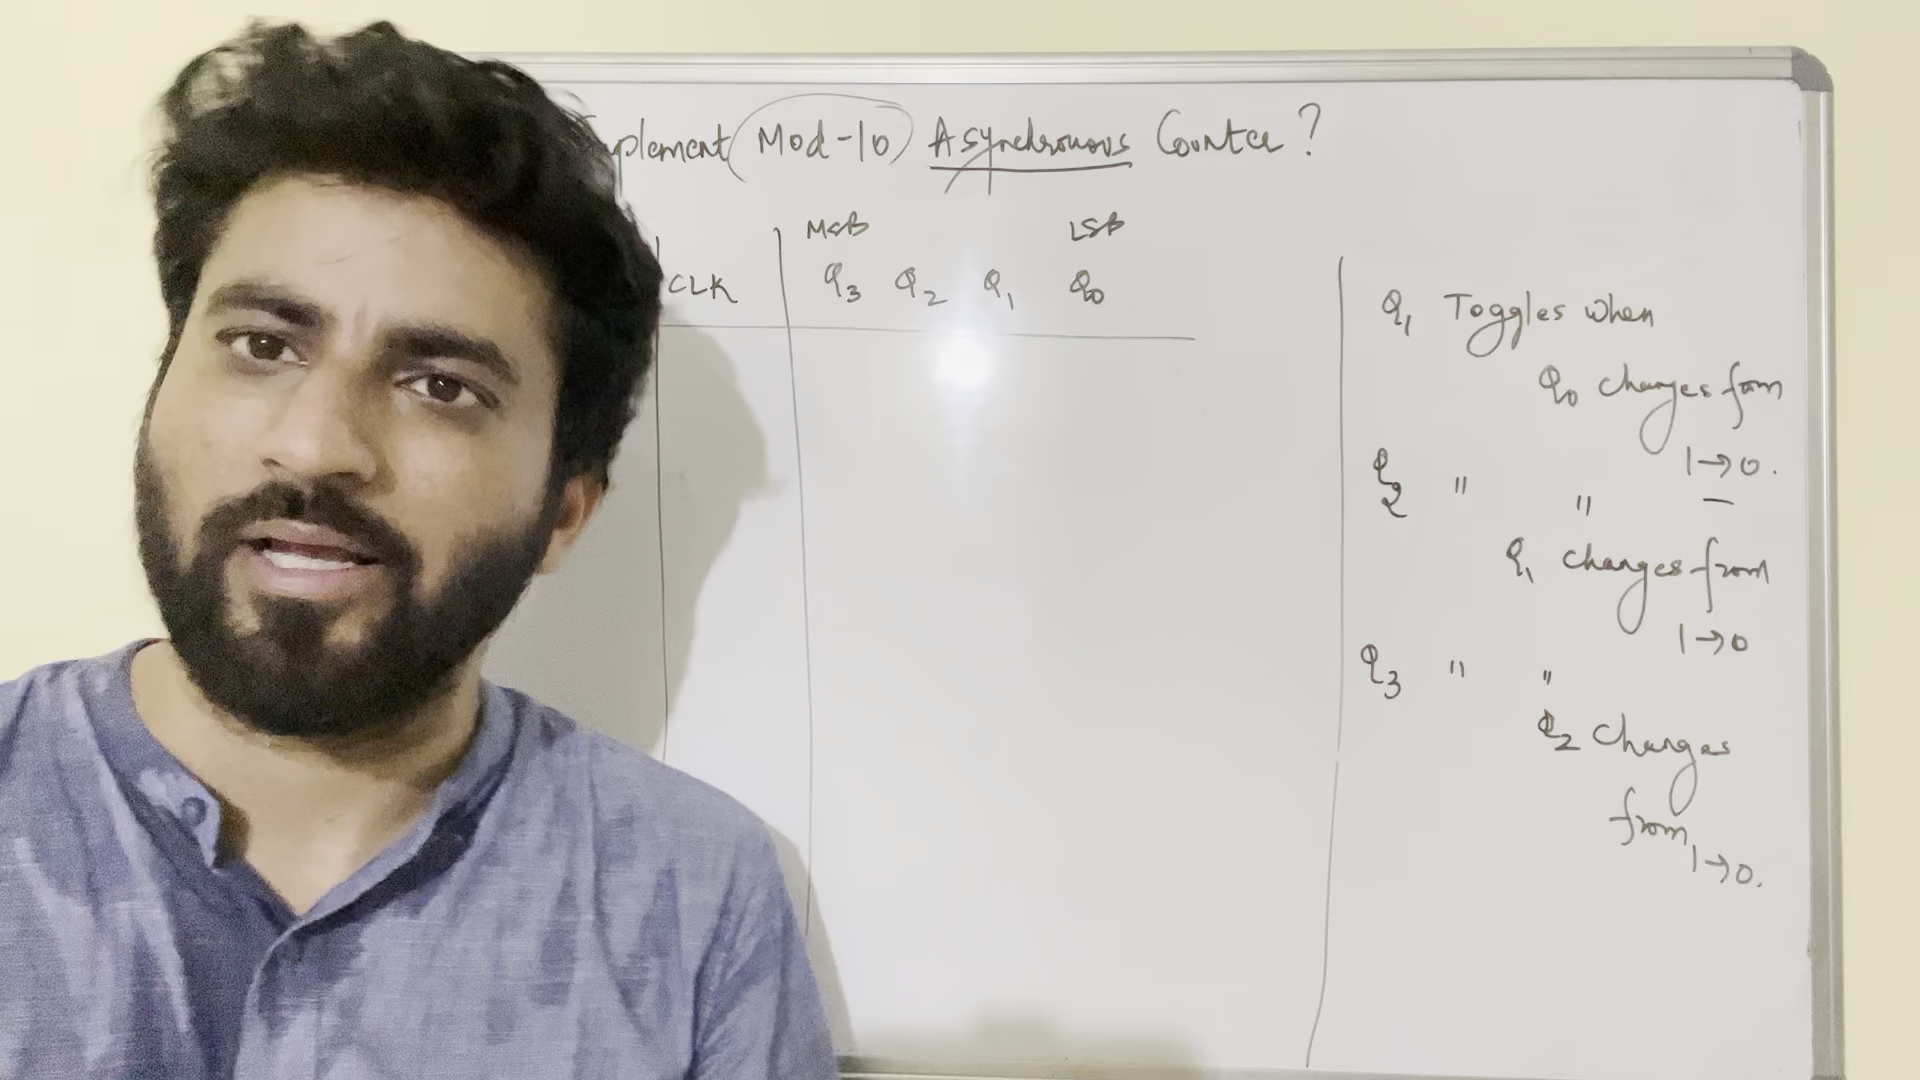 mplement Mod-10 Asynchronous Counter?
MSB LSB
CLK Q3 Q2 Q1 Q0
Q1 Toggles when
Q0 changes from
1→0.
Q2 " " —
Q1 changes from
1→0
Q3 " "
Q2 changes
from 1→0.